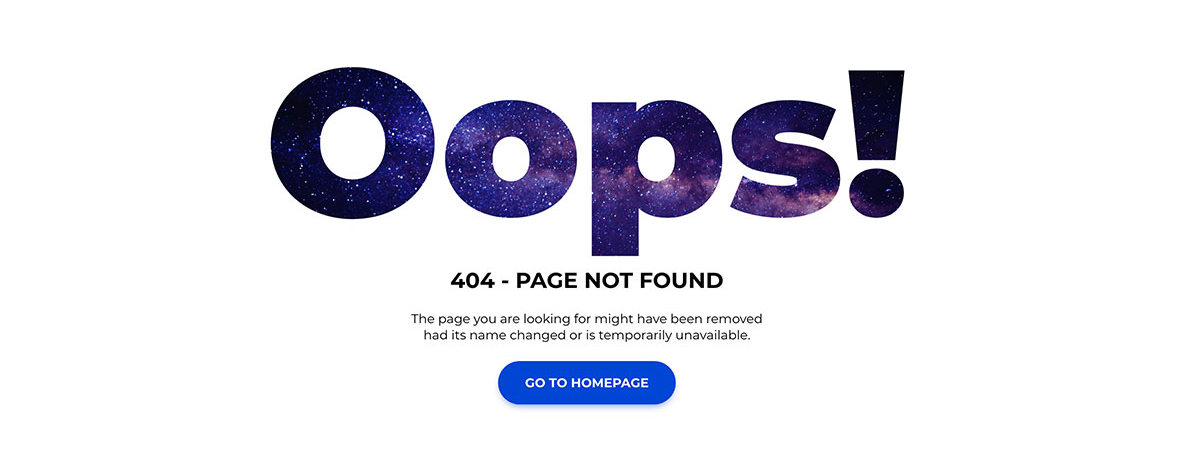 Oops!
404 - PAGE NOT FOUND
The page you are looking for might have been removed
had its name changed or is temporarily unavailable.
GO TO HOMEPAGE